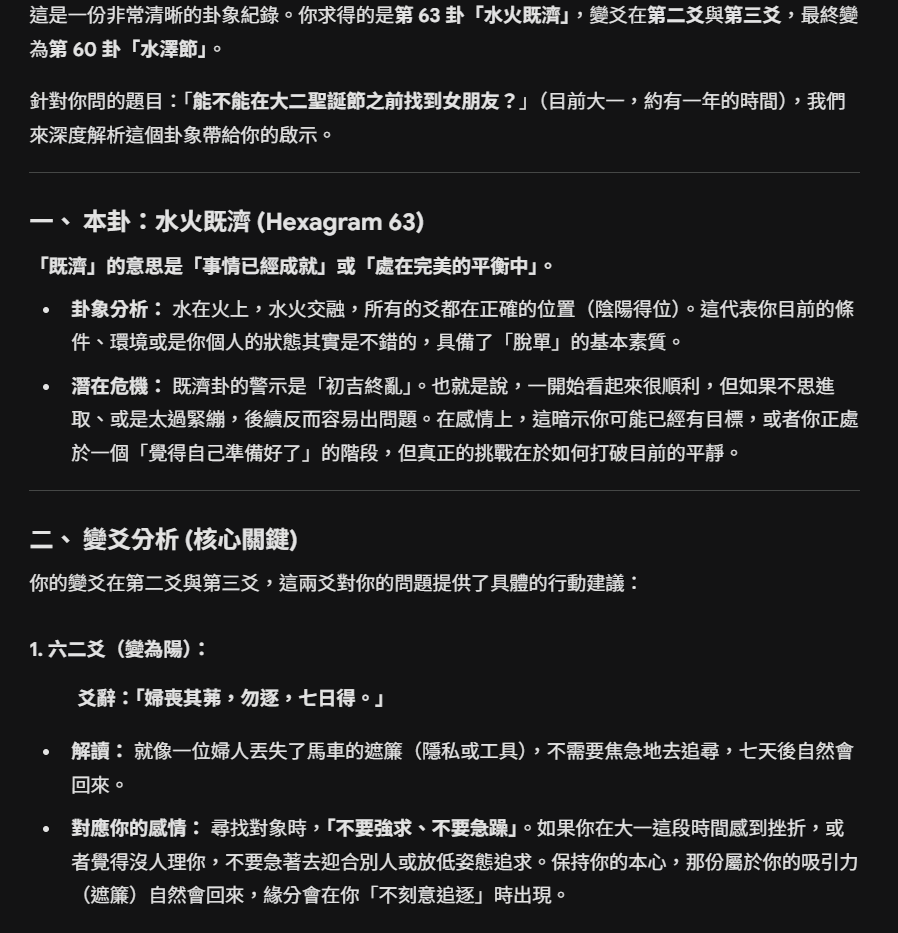 這是一份非常清晰的卦象紀錄。你求得的是第 63 卦「水火既濟」，變爻在第二爻與第三爻，最終變
為第 60 卦「水澤節」。
針對你問的題目：「能不能在大二聖誕節之前找到女朋友？」（目前大一，約有一年的時間），我們
來深度解析這個卦象帶給你的啟示。
一、 本卦：水火既濟 (Hexagram 63)
「既濟」的意思是「事情已經成就」或「處在完美的平衡中」。
• 卦象分析： 水在火上，水火交融，所有的爻都在正確的位置（陰陽得位）。這代表你目前的條
件、環境或是你個人的狀態其實是不錯的，具備了「脫單」的基本素質。
• 潛在危機： 既濟卦的警示是「初吉終亂」。也就是說，一開始看起來很順利，但如果不思進
取、或是太過緊繃，後續反而容易出問題。在感情上，這暗示你可能已經有目標，或者你正處
於一個「覺得自己準備好了」的階段，但真正的挑戰在於如何打破目前的平靜。
二、 變爻分析 (核心關鍵)
你的變爻在第二爻與第三爻，這兩爻對你的問題提供了具體的行動建議：
1. 六二爻（變為陽）：
爻辭：「婦喪其茀，勿逐，七日得。」
• 解讀： 就像一位婦人丟失了馬車的遮簾（隱私或工具），不需要焦急地去追尋，七天後自然會
回來。
• 對應你的感情： 尋找對象時，「不要強求、不要急躁」。如果你在大一這段時間感到挫折，或
者覺得沒人理你，不要急著去迎合別人或放低姿態追求。保持你的本心，那份屬於你的吸引力
（遮簾）自然會回來，緣分會在你「不刻意追逐」時出現。